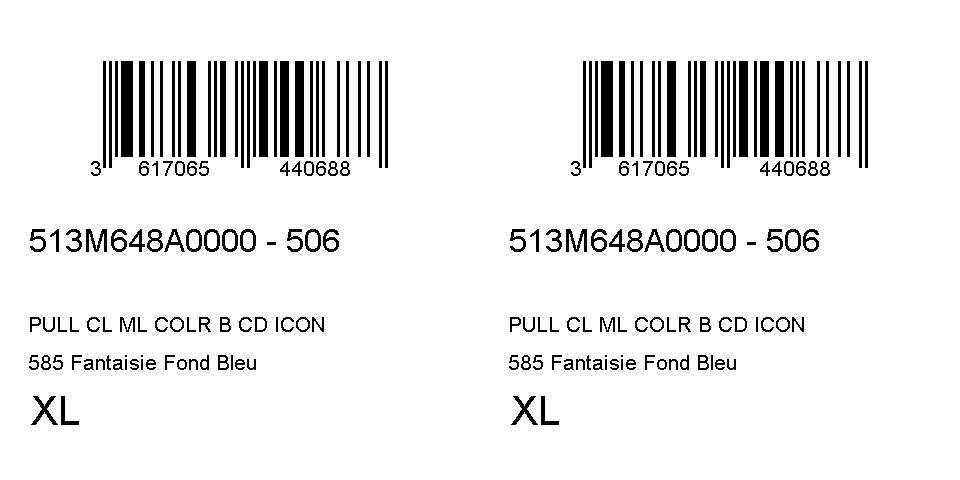 3 617065 440688
513M648A0000 - 506
PULL CL ML COLR B CD ICON
585 Fantaisie Fond Bleu
XL
3 617065 440688
513M648A0000 - 506
PULL CL ML COLR B CD ICON
585 Fantaisie Fond Bleu
XL